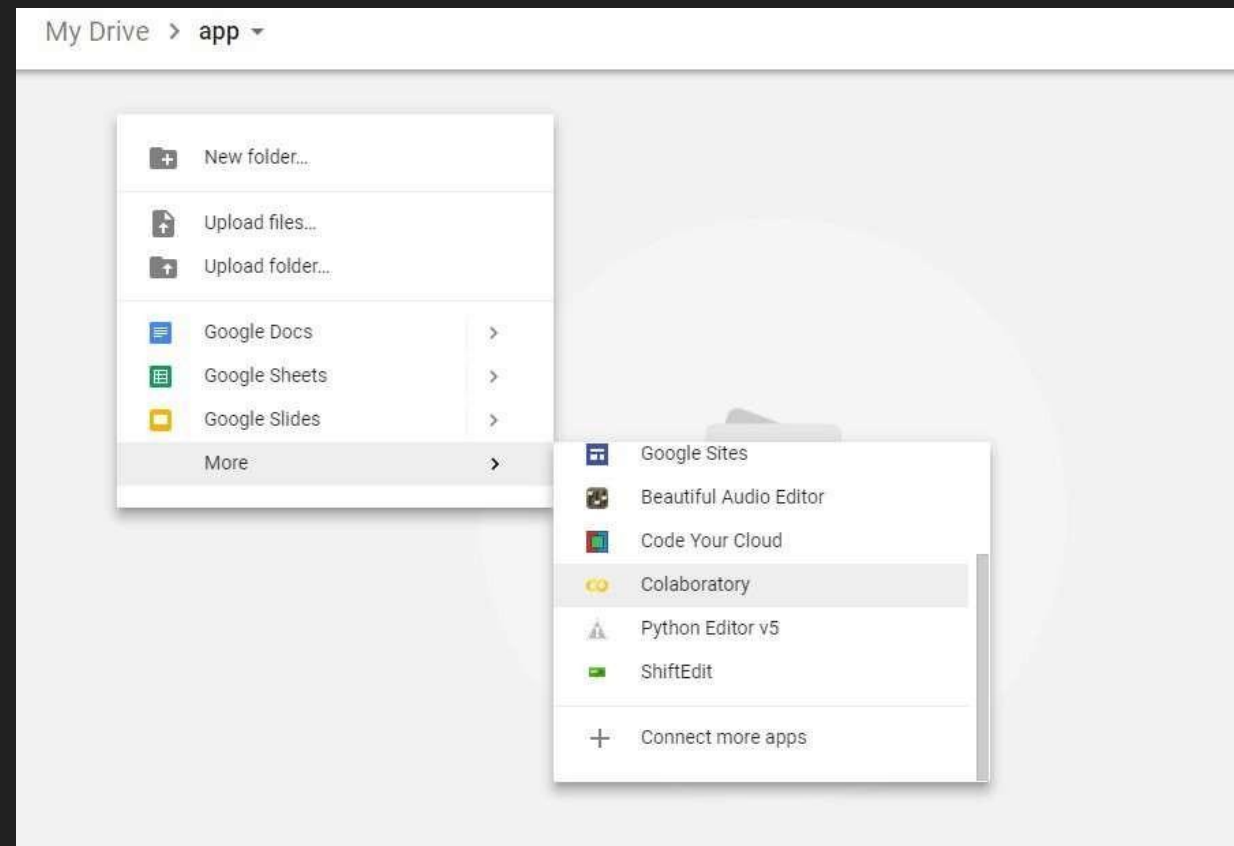 My Drive > app
New folder...
Upload files...
Upload folder...
Google Docs
Google Sheets
Google Slides
More
Google Sites
Beautiful Audio Editor
Code Your Cloud
Colaboratory
Python Editor v5
ShiftEdit
Connect more apps